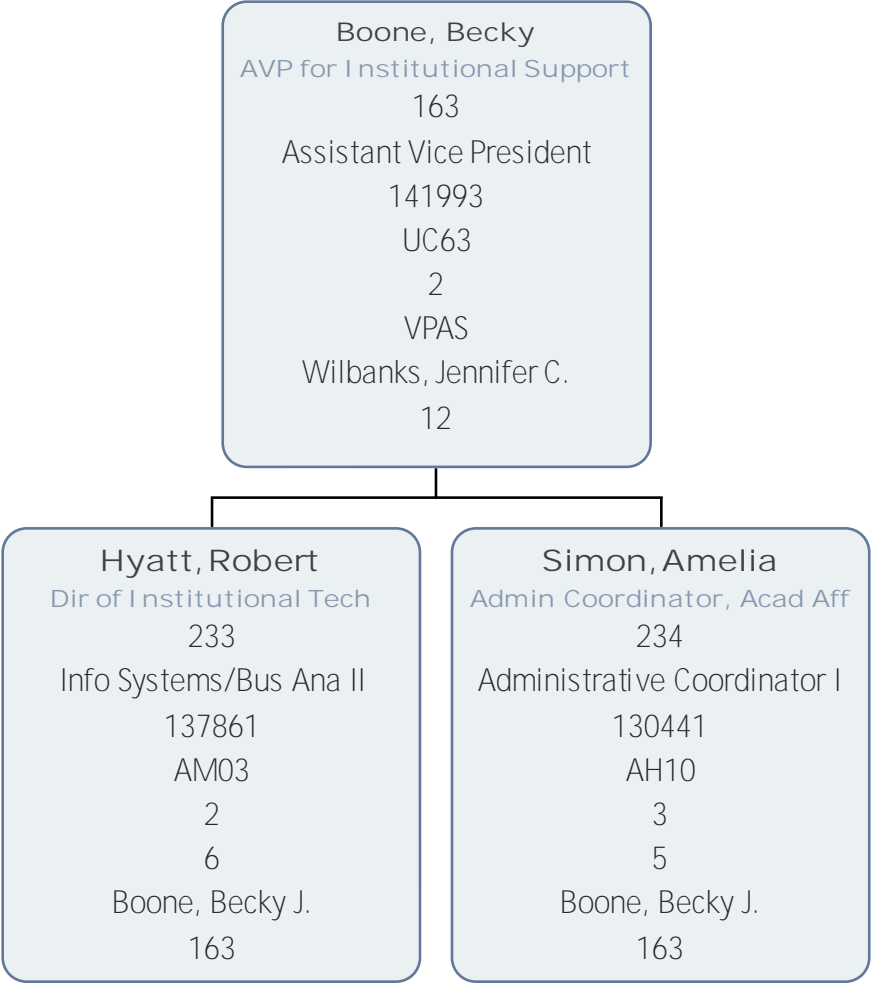 Boone, Becky
AVP for Institutional Support
163
Assistant Vice President
141993
UC63
2
VPAS
Wilbanks, Jennifer C.
12
Hyatt, Robert
Dir of Institutional Tech
233
Info Systems/Bus Ana II
137861
AM03
2
6
Boone, Becky J.
163
Simon, Amelia
Admin Coordinator, Acad Aff
234
Administrative Coordinator I
130441
AH10
3
5
Boone, Becky J.
163